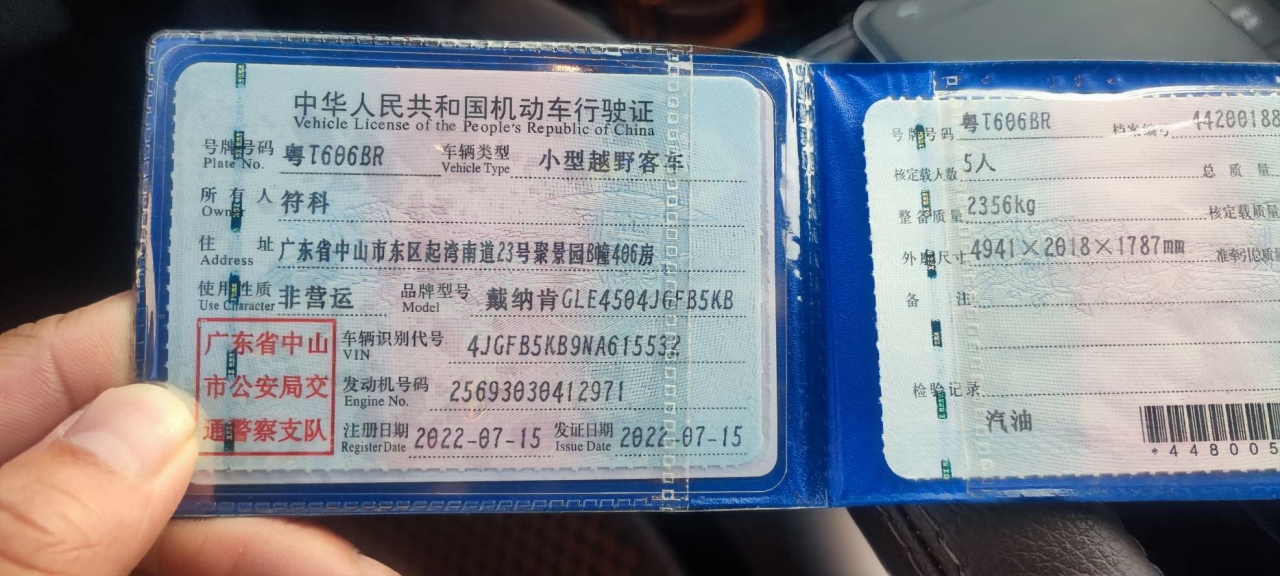 中华人民共和国机动车行驶证
Vehicle License of the People's Republic of China
号牌号码 粤T606BR 车辆类型 小型越野客车
Plate No. Vehicle Type
所有人 符科
Owner
住址 广东省中山市东区起湾南道23号聚景园B幢406房
Address
使用性质 非营运 品牌型号 戴纳肯GLE4504J6FB5KB
Use Character Model
广东省中山
市公安局交
通警察支队
车辆识别代号 4JGFB5KB9NA615532
VIN
发动机号码 25693030412971
Engine No.
注册日期 2022-07-15 发证日期 2022-07-15
Register Date Issue Date
号牌号码 粤T606BR 档案编号 44200188
核定载人数 5人 总质量
整备质量 2356kg 核定载质量
外廓尺寸 4941×2018×1787mm 准牵引总质量
备注
检验记录
汽油
*448005